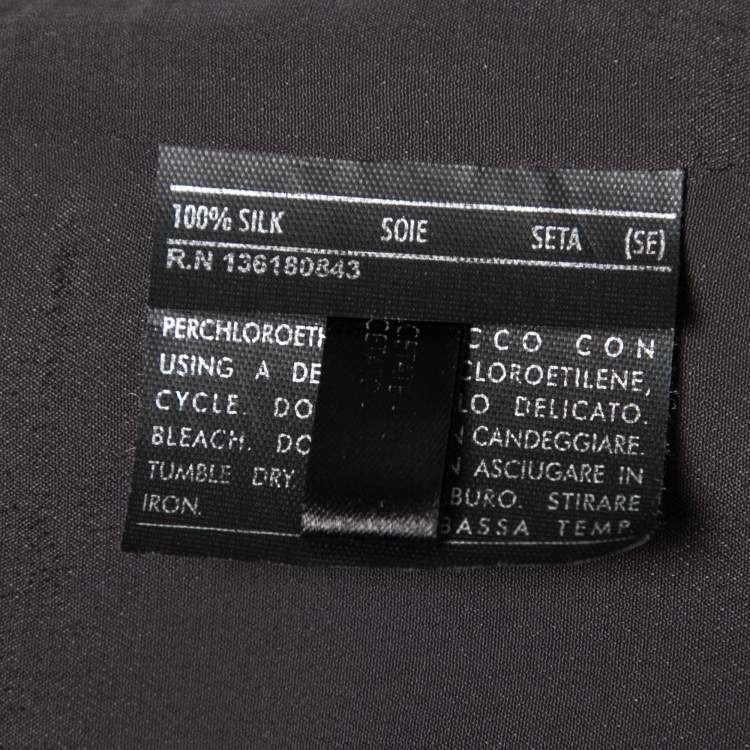 100% SILK SOIE SETA (SE)
R.N 136180843
PERCHLOROETH CCO CON
USING A DE CLOROETILENE,
CYCLE. DO LO DELICATO.
BLEACH. DO N CANDEGGIARE.
TUMBLE DRY N ASCIUGARE IN
IRON. BURO. STIRARE
BASSA TEMP.